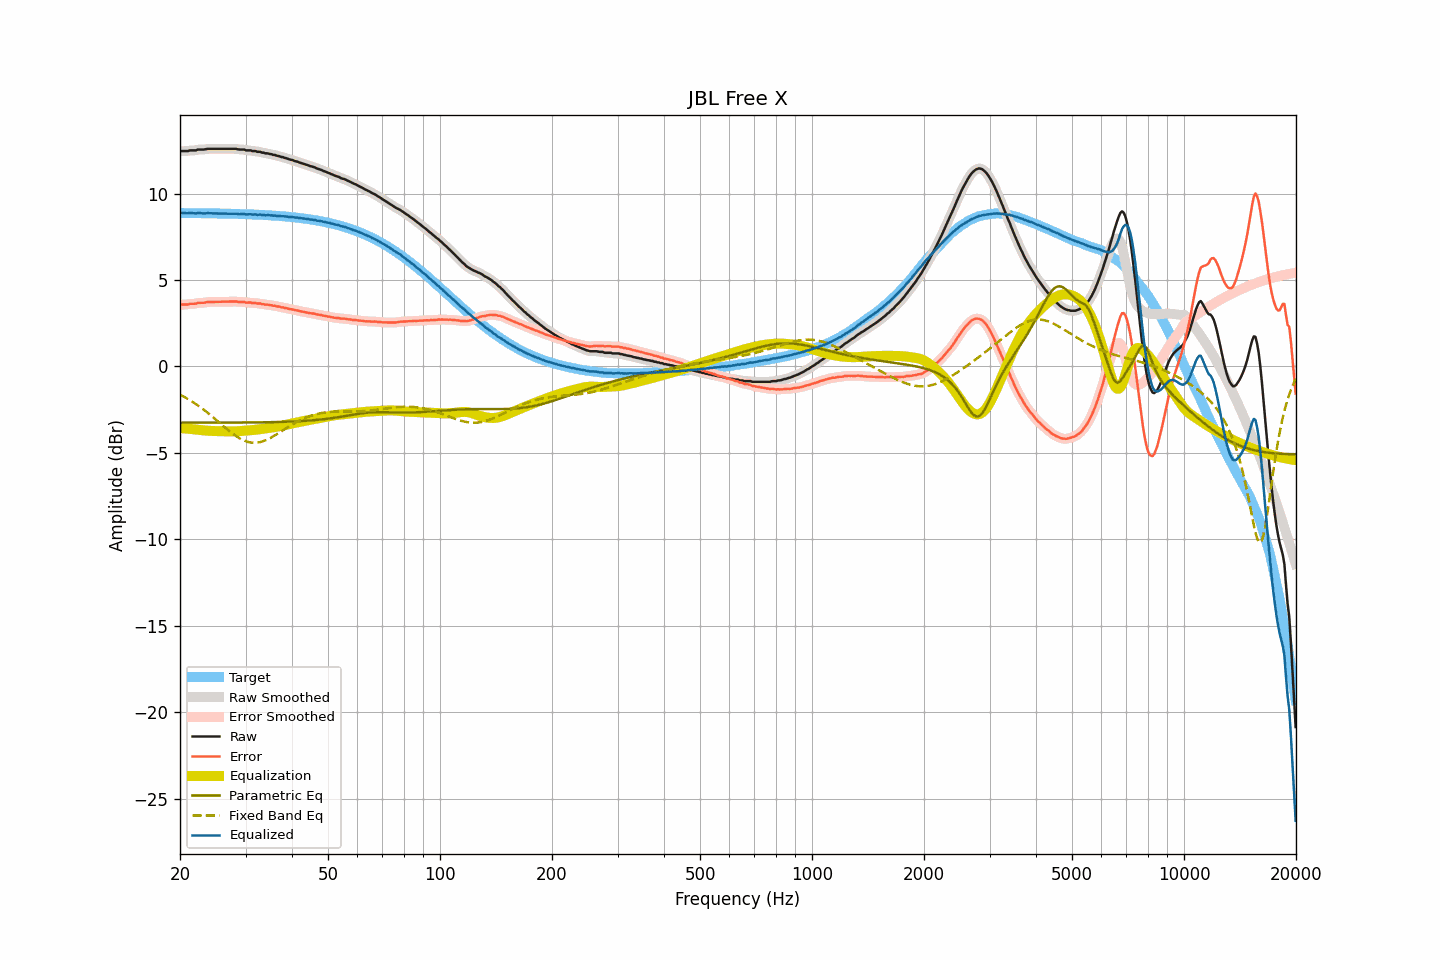 JBL Free X
Amplitude (dBr)
10
5
0
−5
−10
−15
−20
−25
Target
Raw Smoothed
Error Smoothed
Raw
Error
Equalization
Parametric Eq
Fixed Band Eq
Equalized
20 50 100 200 500 1000 2000 5000 10000 20000
Frequency (Hz)